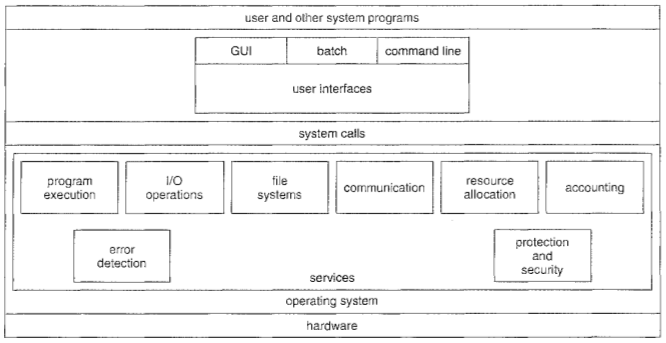 user and other system programs
GUI
batch
command line
user interfaces
system calls
program
execution
I/O
operations
file
systems
communication
resource
allocation
accounting
error
detection
protection
and
security
services
operating system
hardware